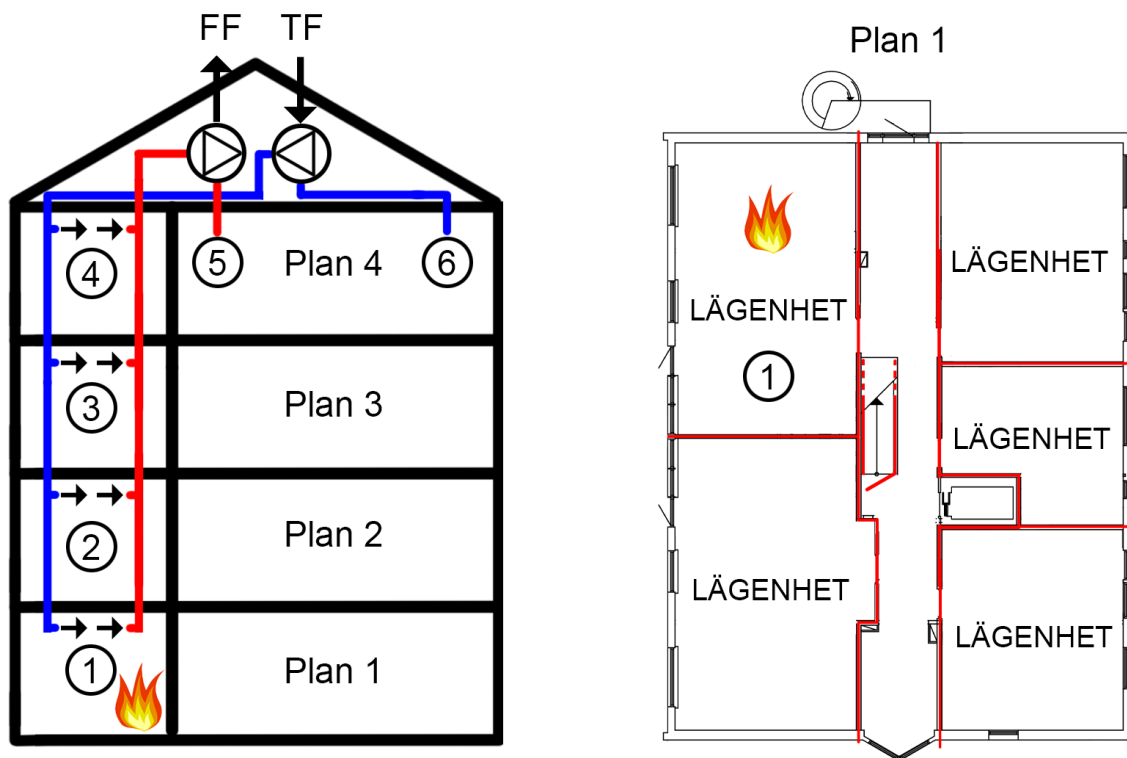 FF TF
4 5 Plan 4 6
3 Plan 3
2 Plan 2
1 Plan 1
Plan 1
LÄGENHET
LÄGENHET
1
LÄGENHET
LÄGENHET
LÄGENHET